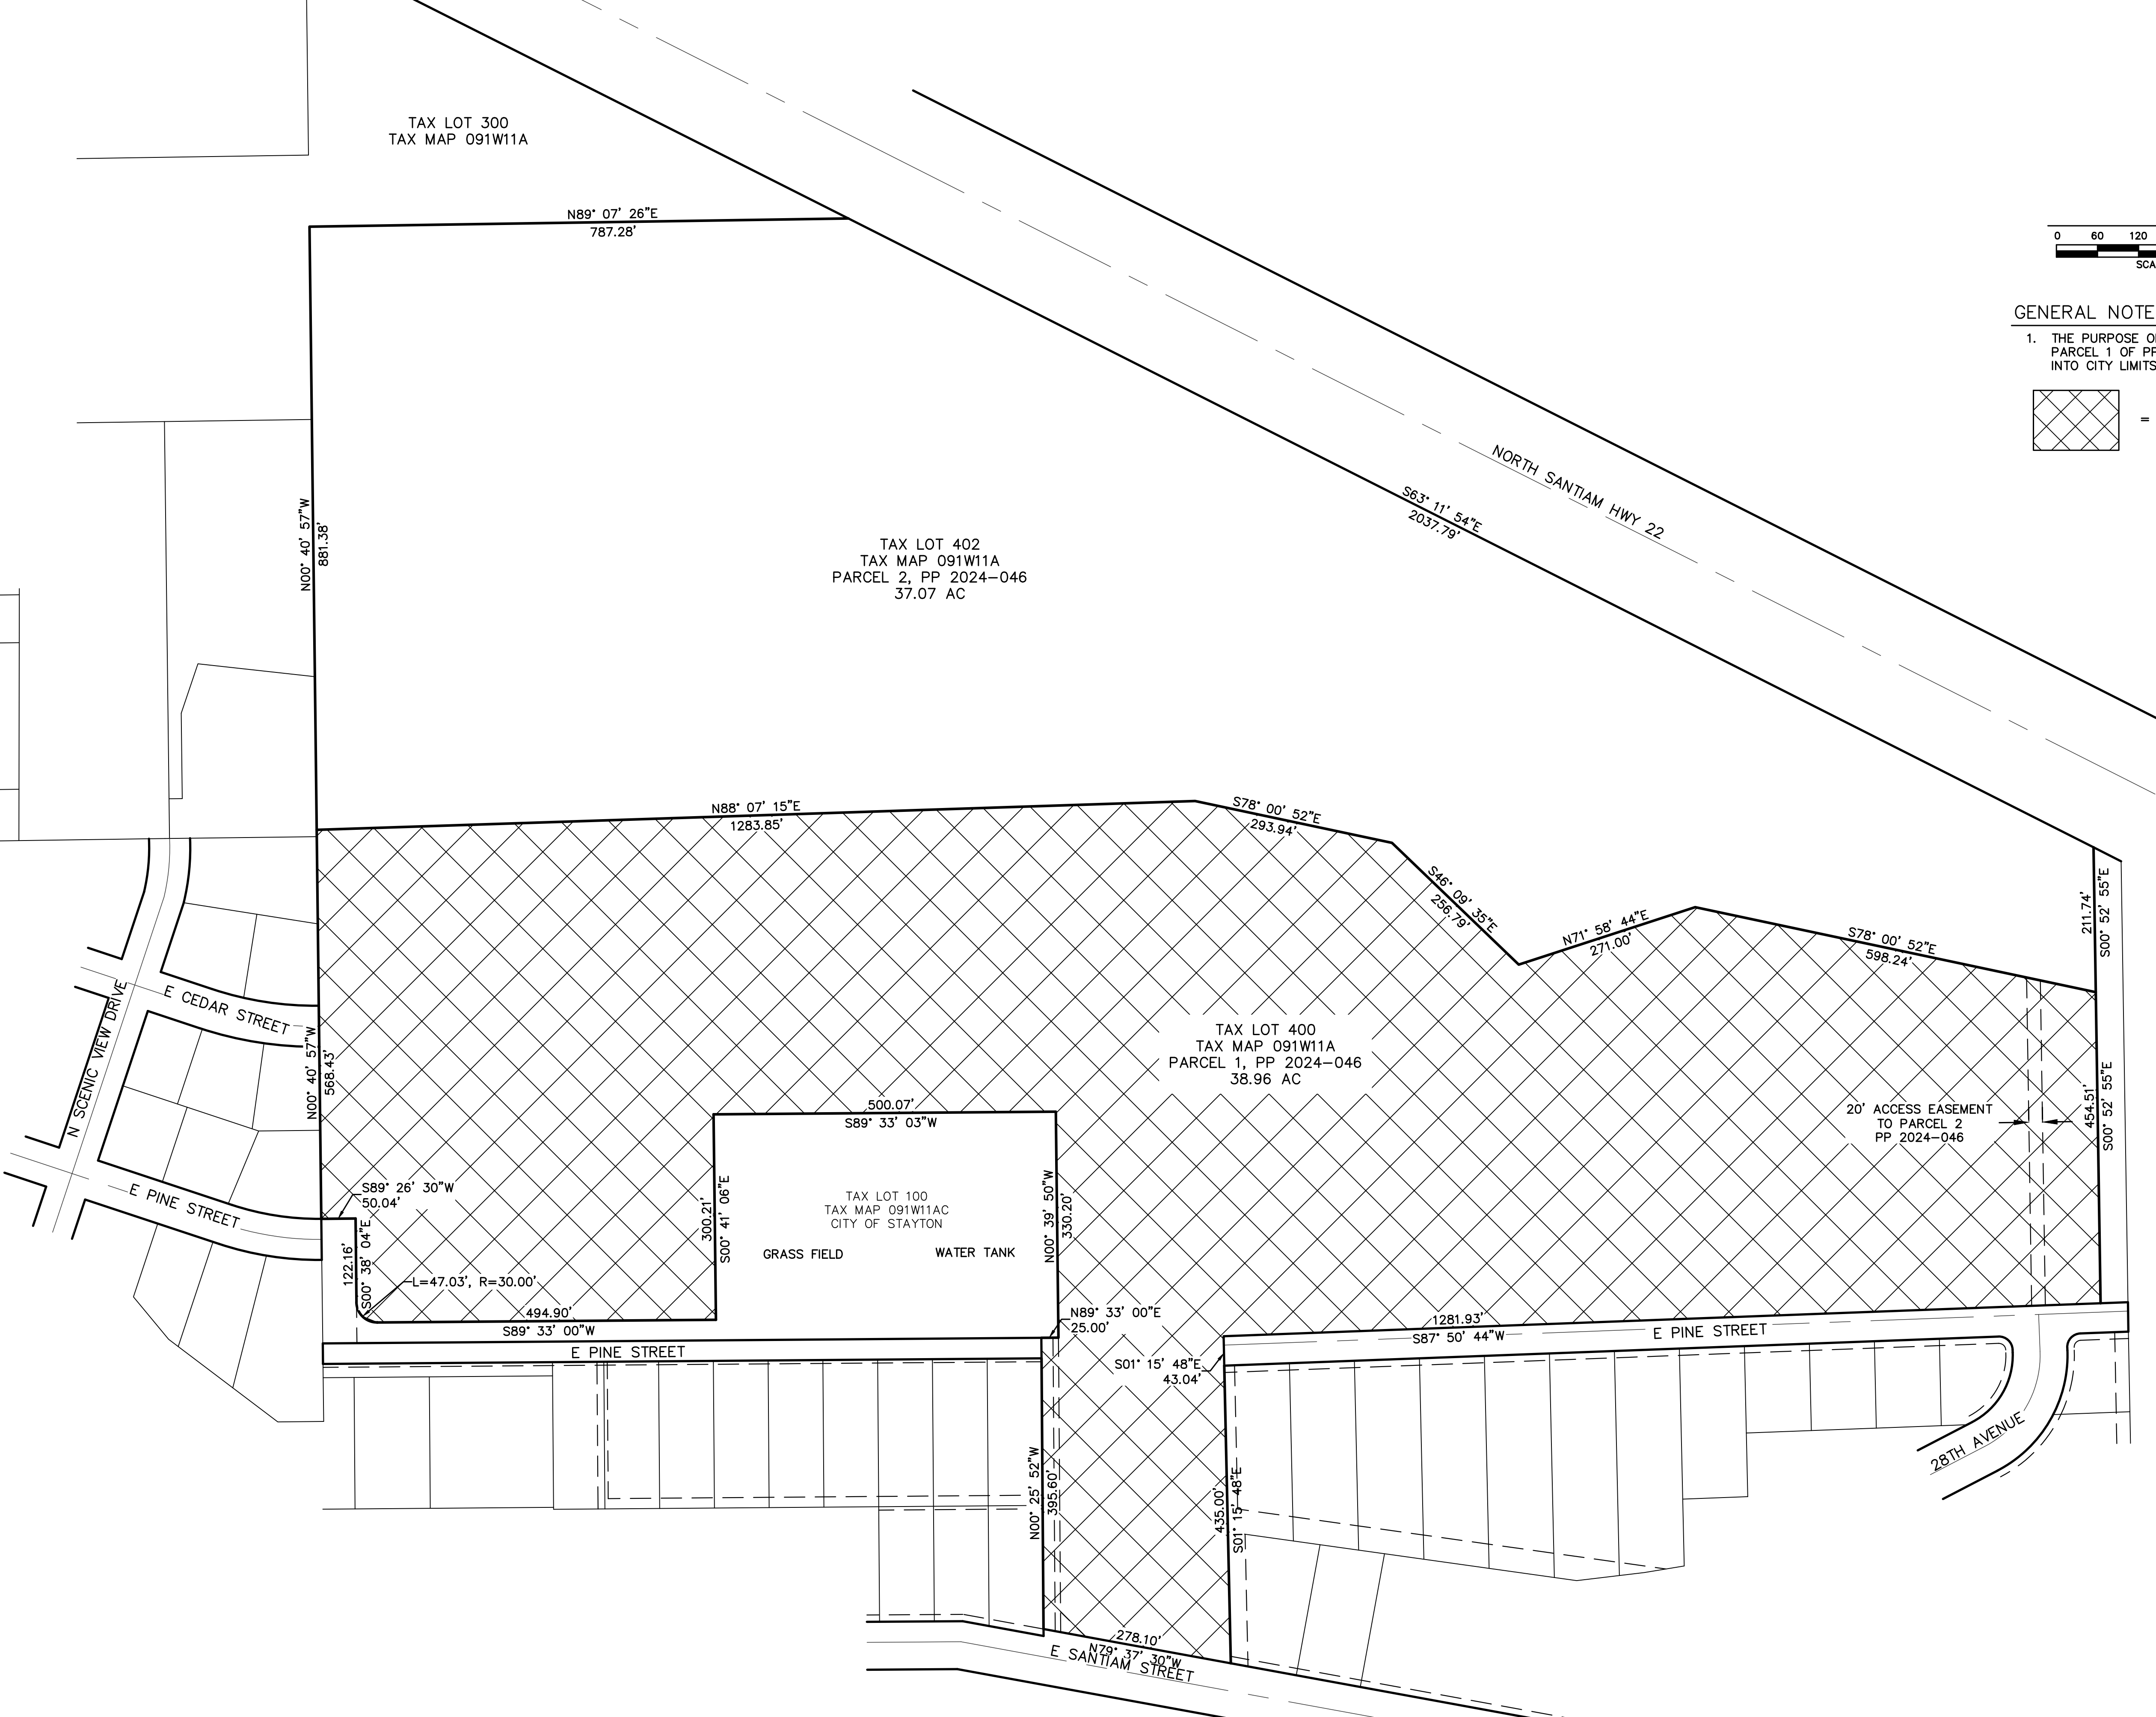 TAX LOT 300
TAX MAP 091W11A
N89° 07' 26"E
787.28'
0 60 120
SCA
GENERAL NOTE
1. THE PURPOSE O
PARCEL 1 OF PP
INTO CITY LIMITS
=
NORTH SANTIAM HWY 22
S63° 11' 54"E
2037.79'
N00° 40' 57"W
881.38'
TAX LOT 402
TAX MAP 091W11A
PARCEL 2, PP 2024-046
37.07 AC
N88° 07' 15"E
1283.85'
S78° 00' 52"E
293.94'
S46° 09' 35"E
256.79'
N71° 58' 44"E
271.00'
S78° 00' 52"E
598.24'
211.74'
S00° 52' 55"E
E CEDAR STREET
N SCENIC VIEW DRIVE
N00° 40' 57"W
568.43'
TAX LOT 400
TAX MAP 091W11A
PARCEL 1, PP 2024-046
38.96 AC
20' ACCESS EASEMENT
TO PARCEL 2
PP 2024-046
454.51'
S00° 52' 55"E
500.07'
S89° 33' 03"W
S89° 26' 30"W
50.04'
E PINE STREET
122.16'
S00° 38' 04"E
L=47.03', R=30.00'
300.21'
S00° 41' 06"E
TAX LOT 100
TAX MAP 091W11AC
CITY OF STAYTON
GRASS FIELD
WATER TANK
N00° 39' 50"W
330.20'
494.90'
S89° 33' 00"W
N89° 33' 00"E
25.00'
1281.93'
S87° 50' 44"W
E PINE STREET
E PINE STREET
S01° 15' 48"E
43.04'
28TH AVENUE
N00° 25' 52"W
395.60'
435.00'
S01° 15' 48"E
278.10'
N79° 37' 30"W
E SANTIAM STREET